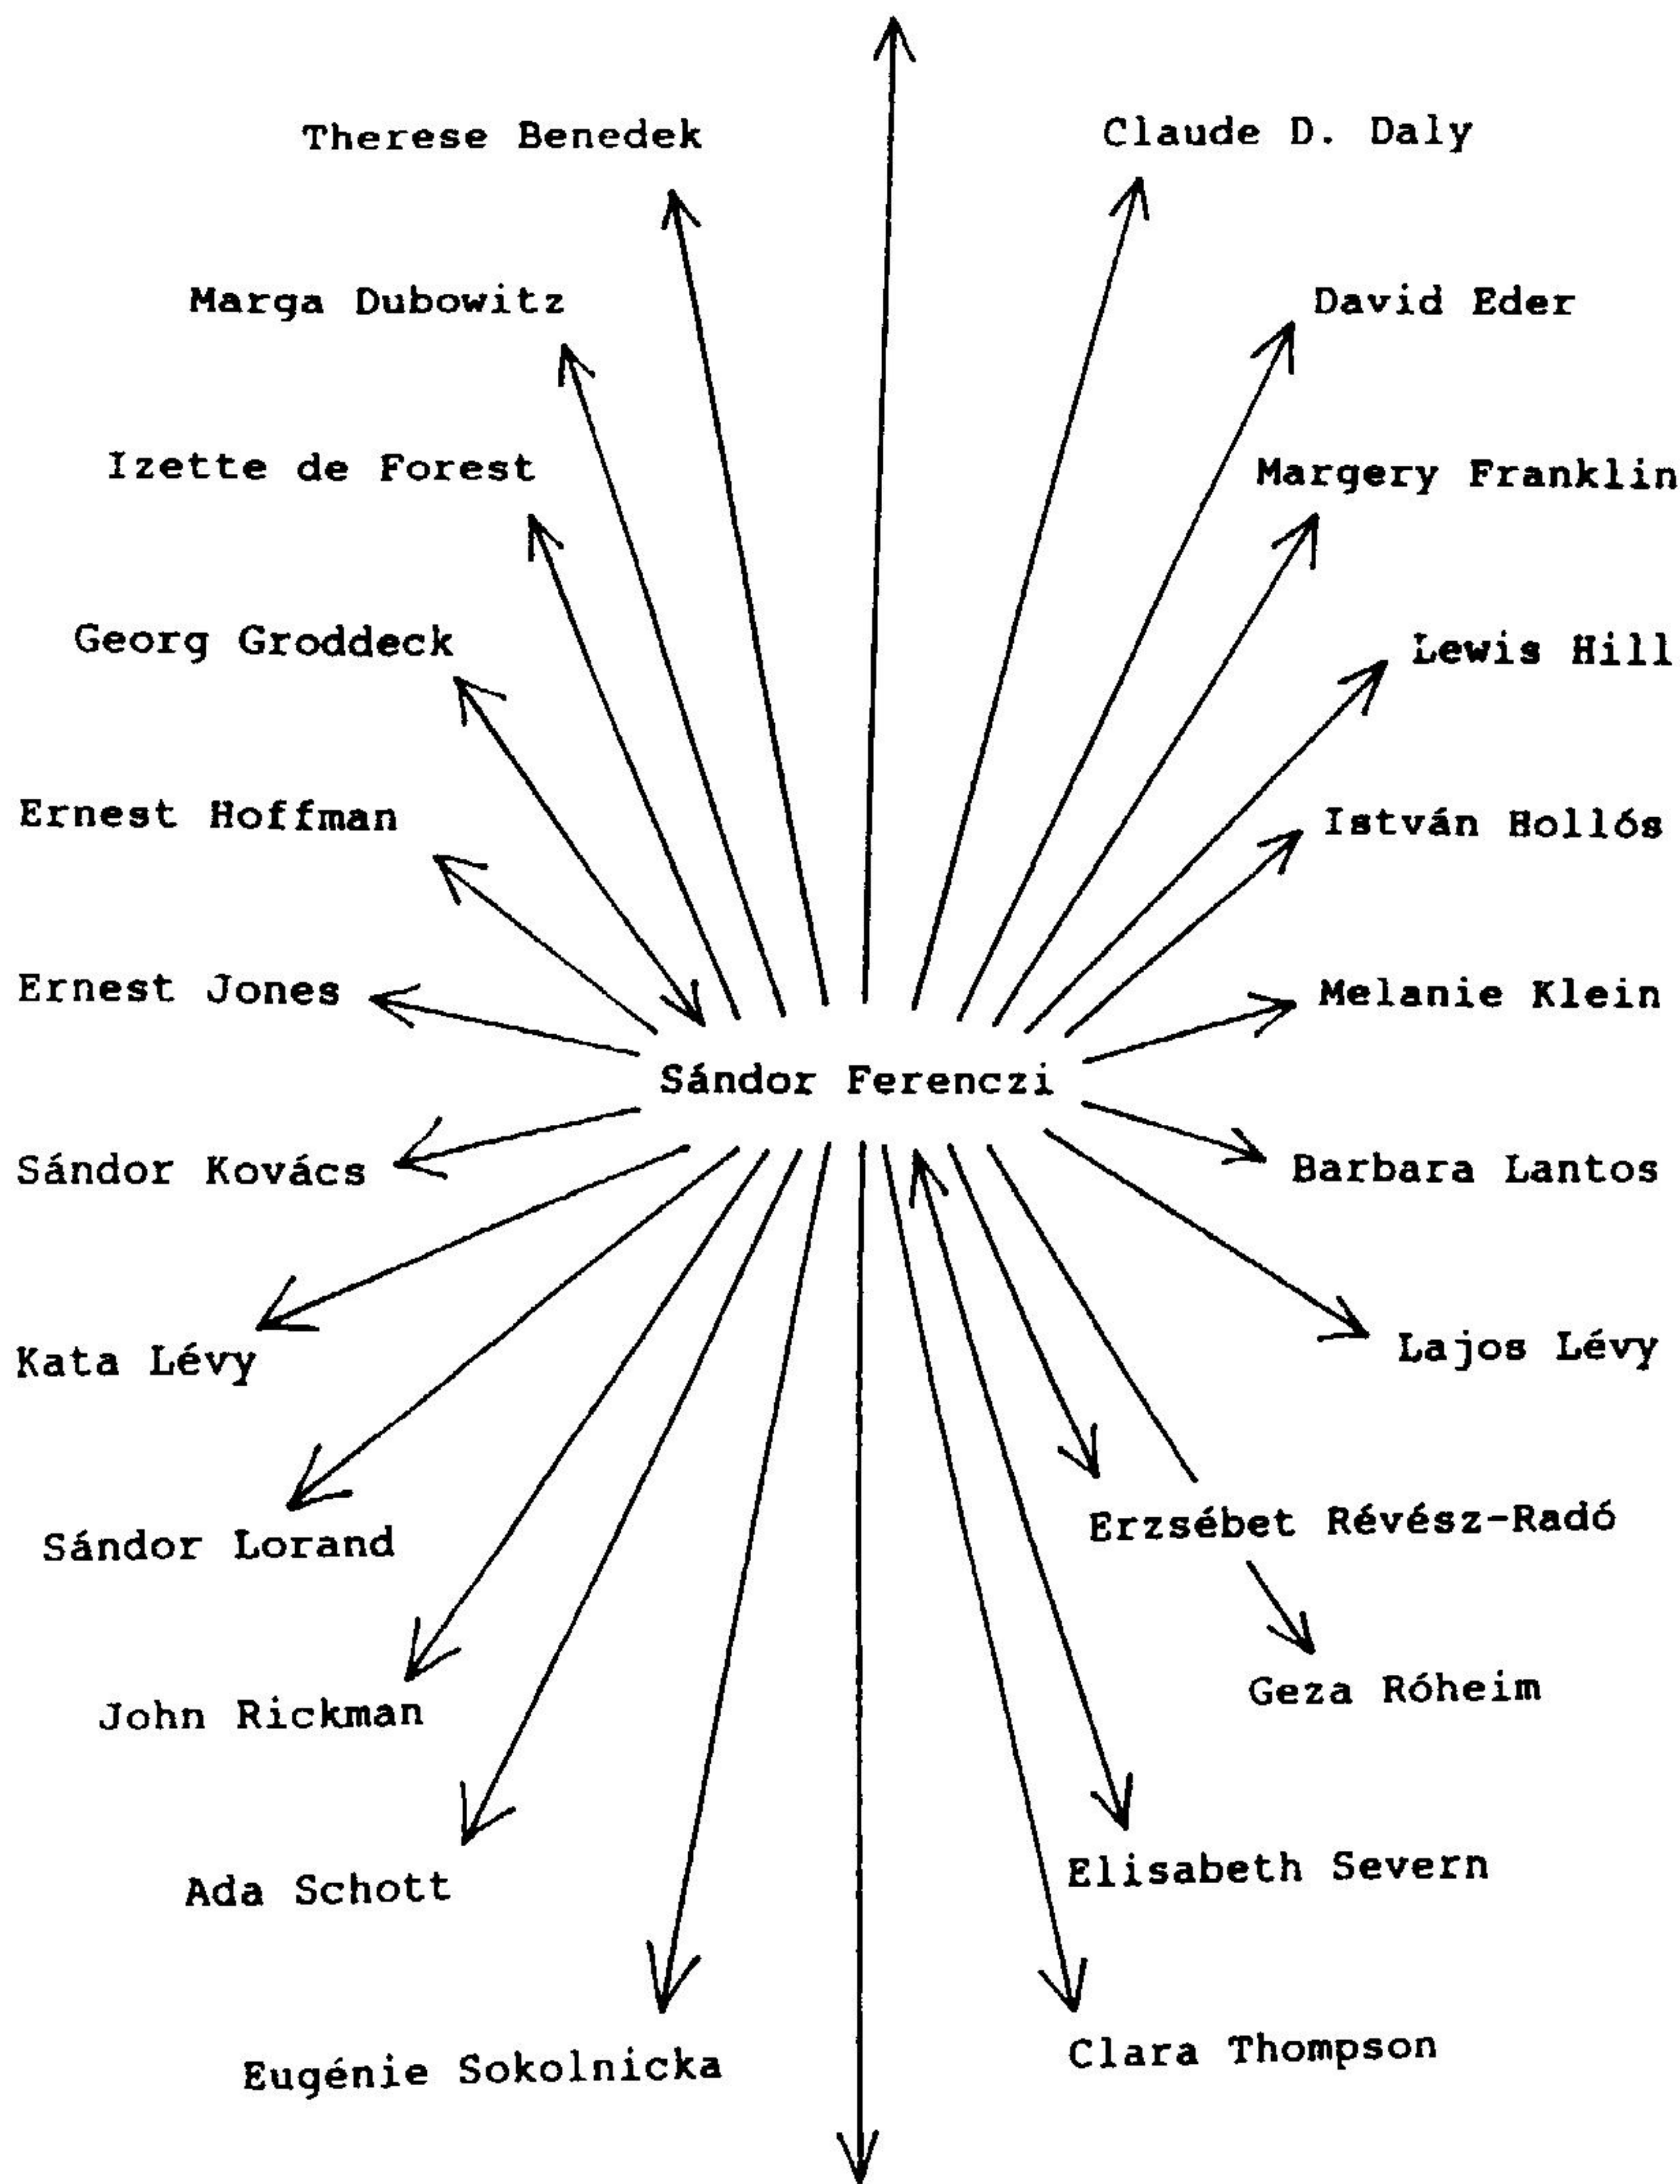 Therese Benedek
Claude D. Daly
Marga Dubowitz
David Eder
Izette de Forest
Margery Franklin
Georg Groddeck
Lewis Hill
Ernest Hoffman
István Hollós
Ernest Jones
Melanie Klein
Sándor Ferenczi
Sándor Kovács
Barbara Lantos
Kata Lévy
Lajos Lévy
Sándor Lorand
Erzsébet Révész-Radó
John Rickman
Geza Róheim
Ada Schott
Elisabeth Severn
Eugénie Sokolnicka
Clara Thompson